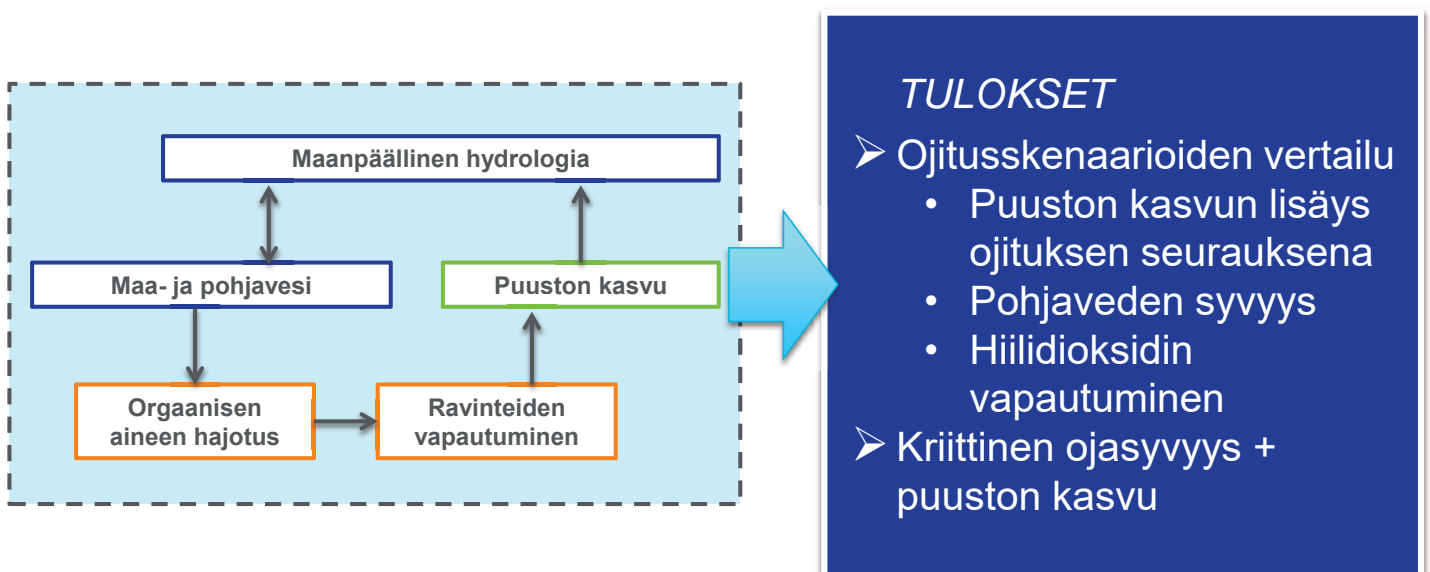 Maanpäällinen hydrologia
Maa- ja pohjavesi
Puuston kasvu
Orgaanisen
aineen hajotus
Ravinteiden
vapautuminen
TULOKSET
➢ Ojitusskenaarioiden vertailu
• Puuston kasvun lisäys
ojituksen seurauksena
• Pohjaveden syvyys
• Hiilidioksidin
vapautuminen
➢ Kriittinen ojasyvyys +
puuston kasvu